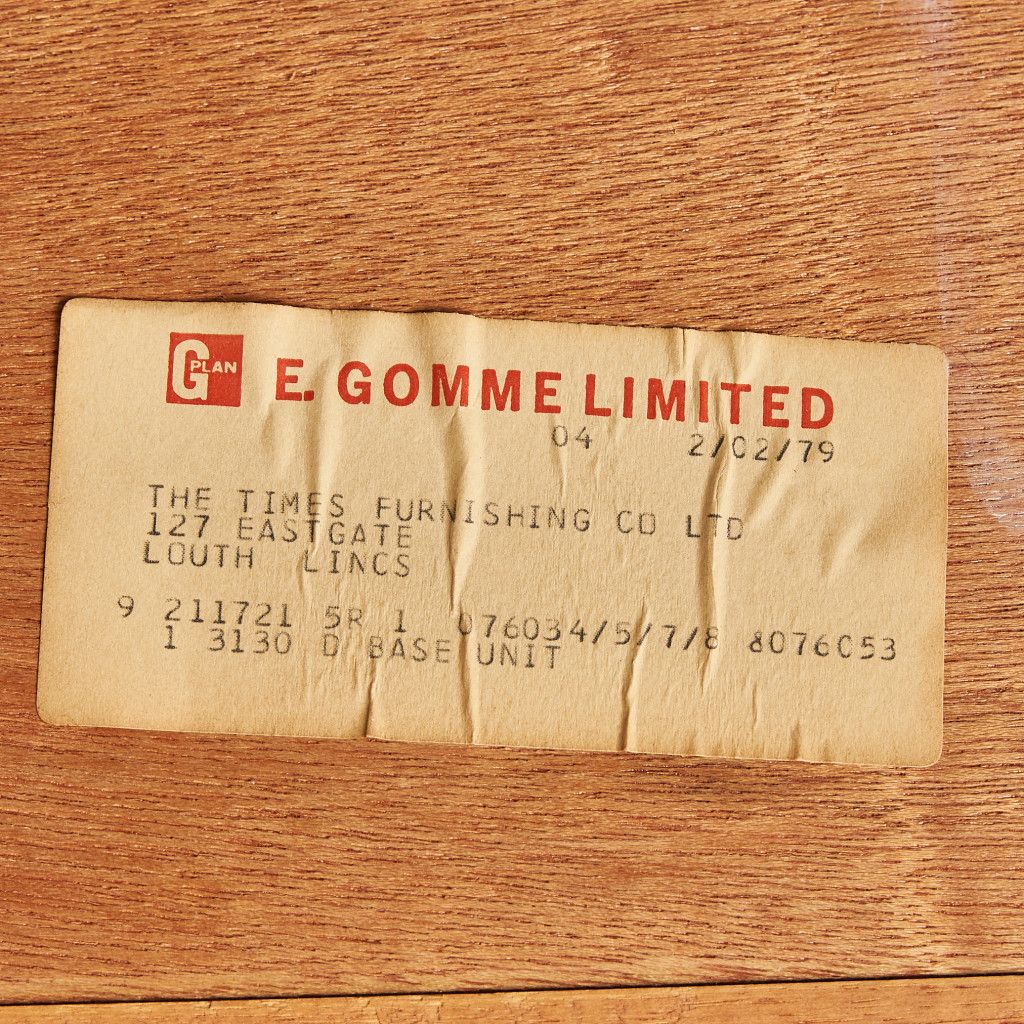 G PLAN
E. GOMME LIMITED
04 2/02/79
THE TIMES FURNISHING CO LTD
127 EASTGATE
LOUTH LINCS
9 211721 5R 1 076034/5/7/8 8076053
1 3130 D BASE UNIT